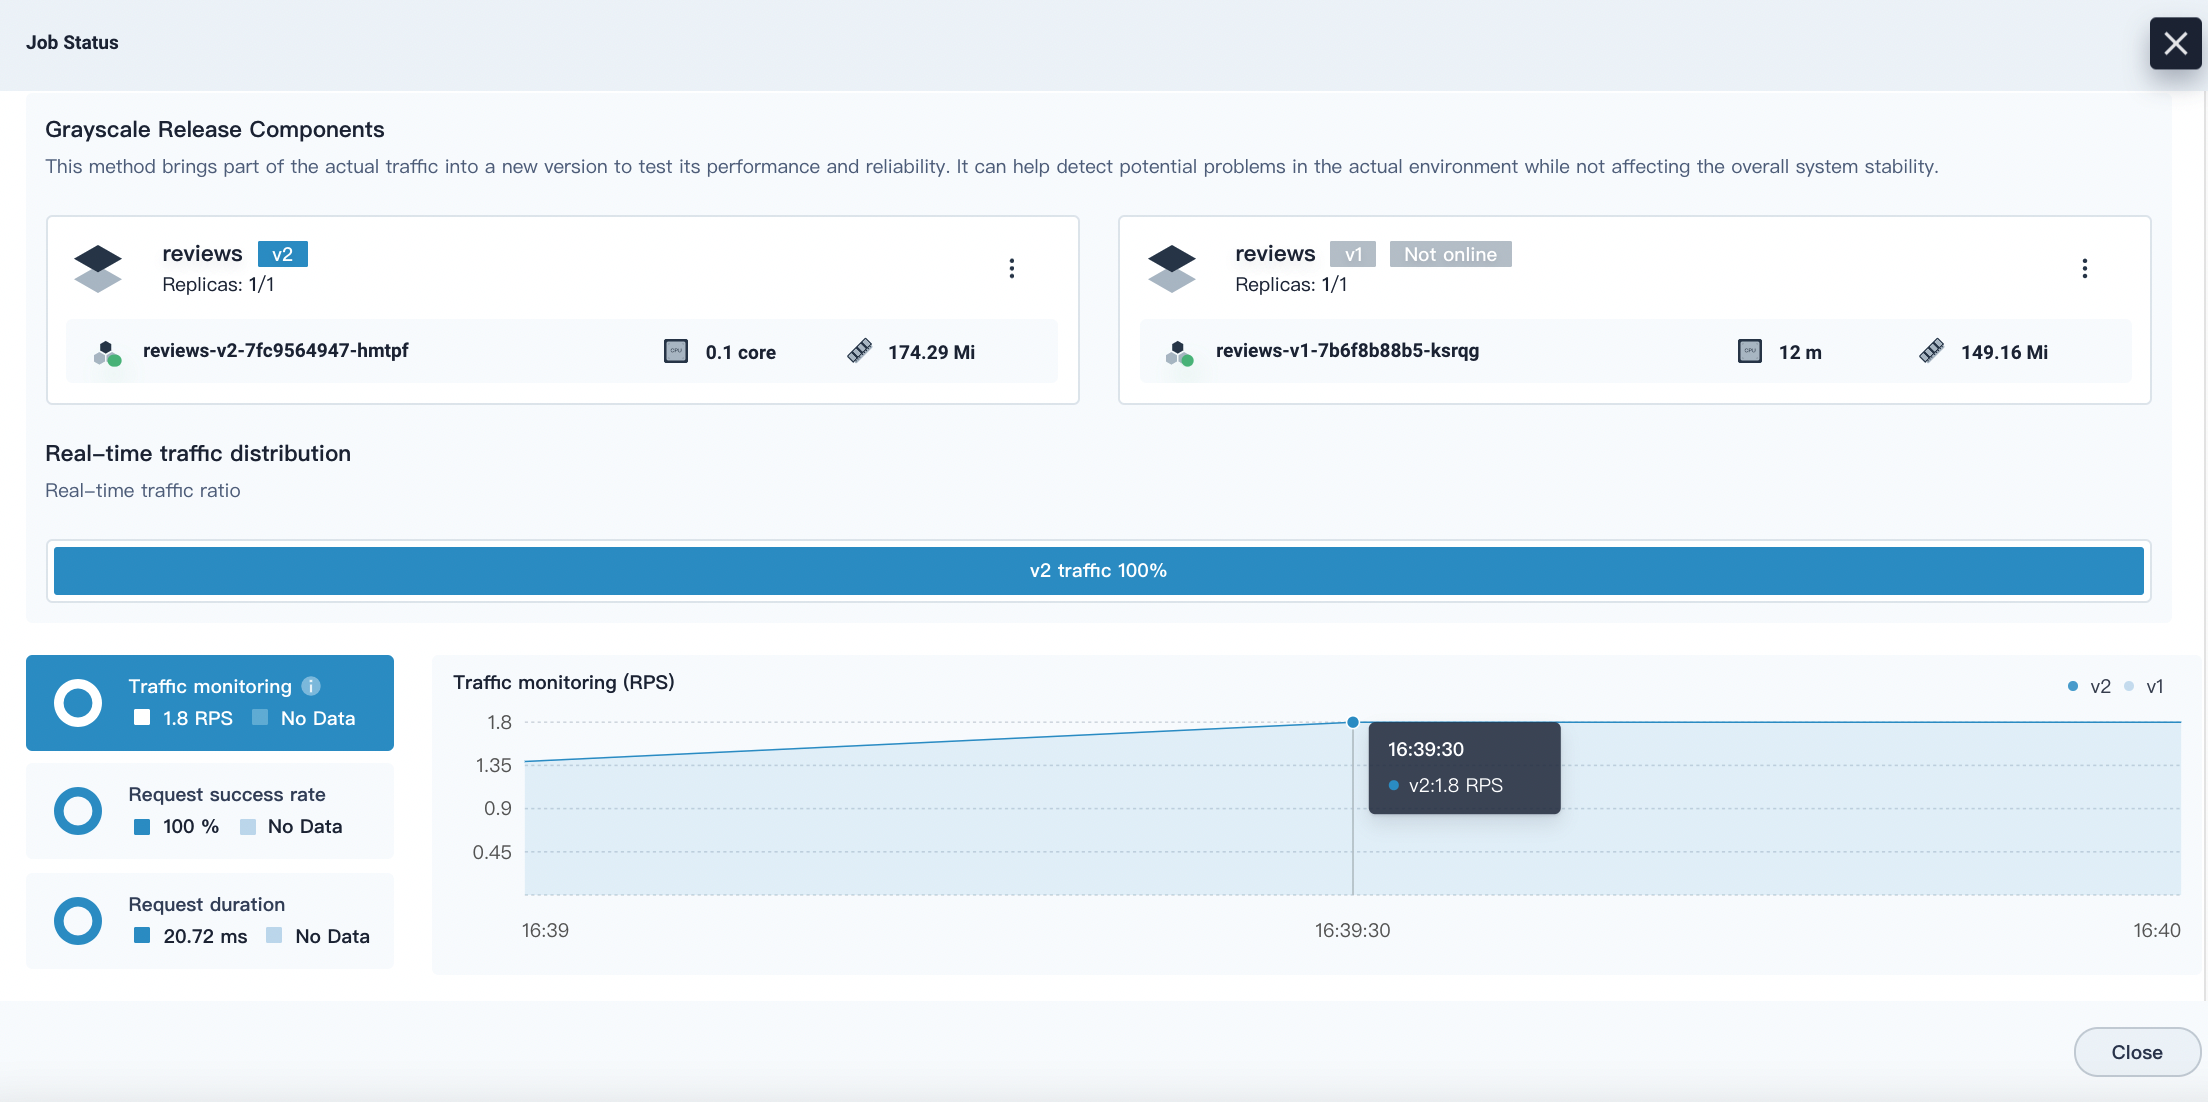 Job Status
Grayscale Release Components
This method brings part of the actual traffic into a new version to test its performance and reliability. It can help detect potential problems in the actual environment while not affecting the overall system stability.
reviews v2
Replicas: 1/1
reviews-v2-7fc9564947-hmtpf CPU 0.1 core 174.29 Mi
reviews v1 Not online
Replicas: 1/1
reviews-v1-7b6f8b88b5-ksrqg CPU 12 m 149.16 Mi
Real-time traffic distribution
Real-time traffic ratio
v2 traffic 100%
Traffic monitoring
1.8 RPS No Data
Request success rate
100 % No Data
Request duration
20.72 ms No Data
Traffic monitoring (RPS)
v2 v1
1.8
1.35
0.9
0.45
16:39:30
v2:1.8 RPS
16:39 16:39:30 16:40
Close